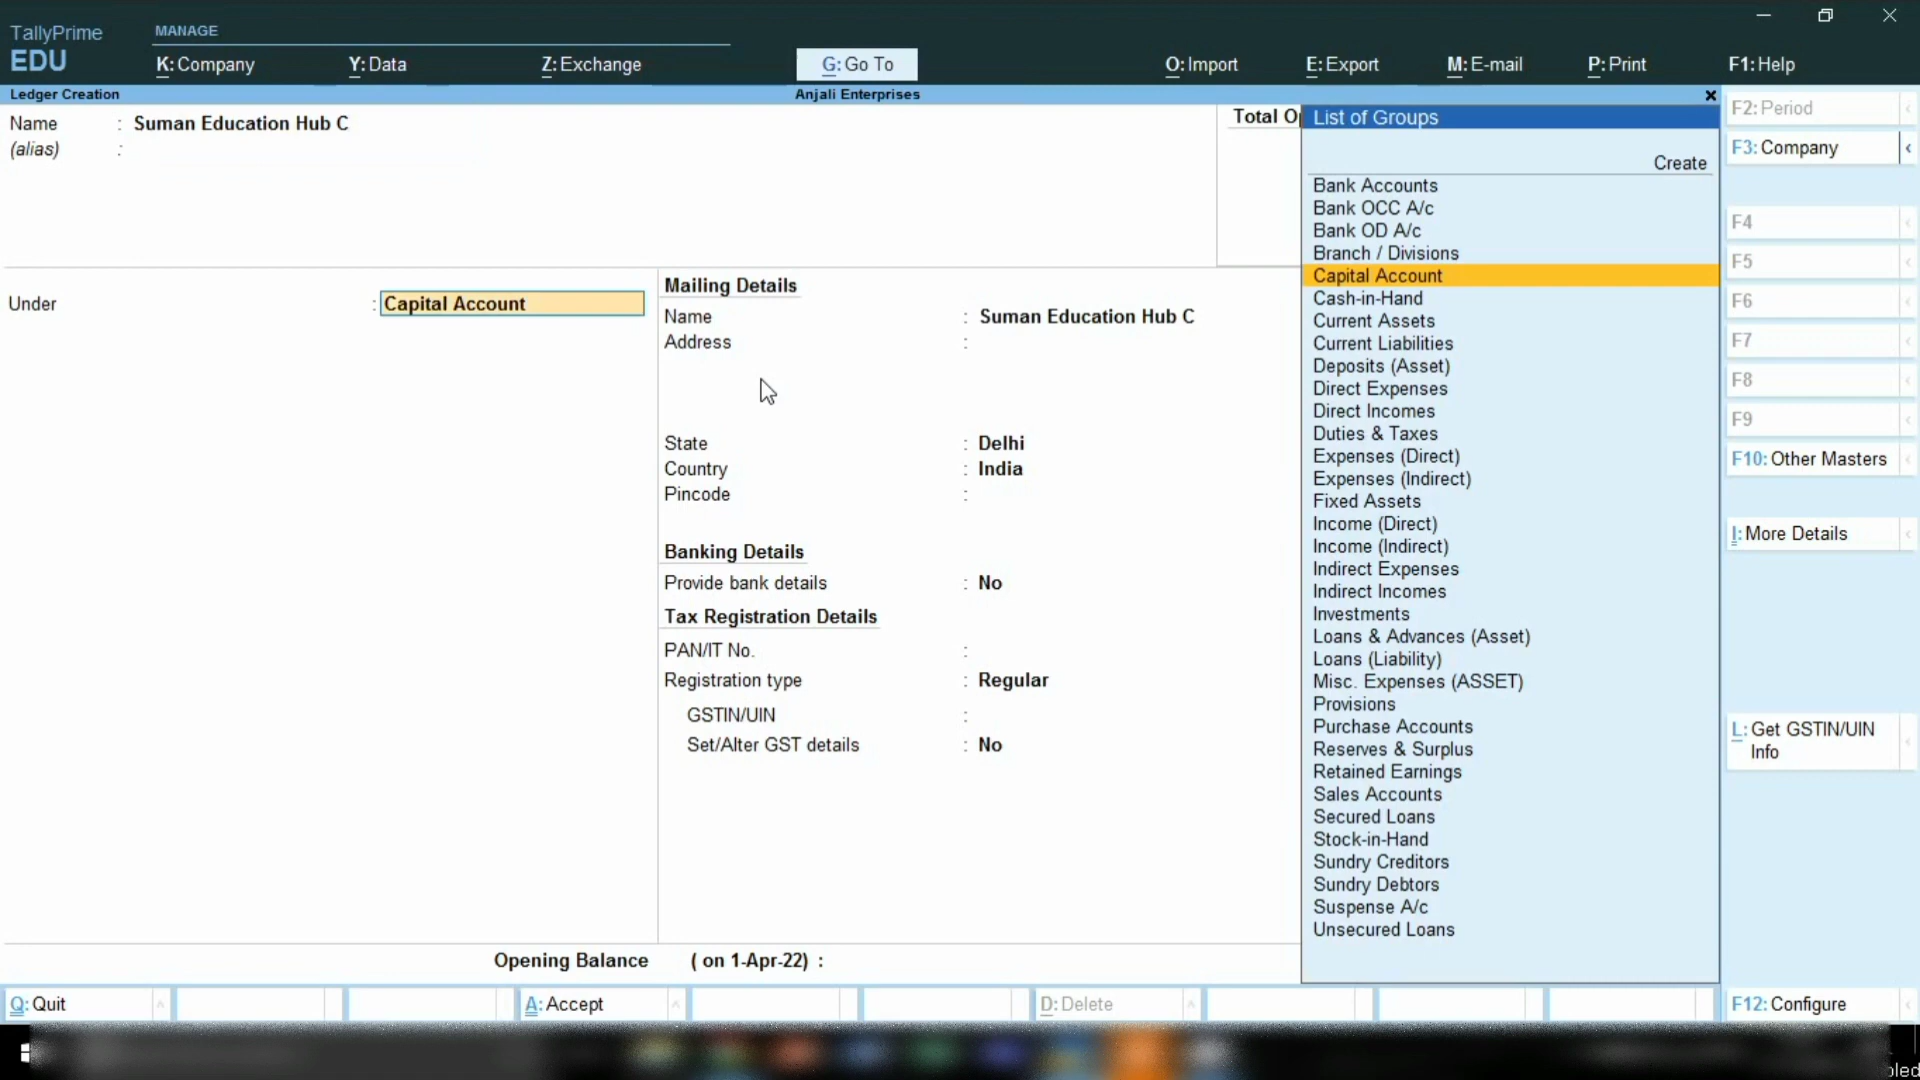 TallyPrime
EDU
MANAGE
K: Company
Y: Data
Z: Exchange
G: Go To
O: Import
E: Export
M: E-mail
P: Print
F1: Help
Ledger Creation
Anjali Enterprises
Name : Suman Education Hub C
(alias) :
Total O
Under : Capital Account
Mailing Details
Name : Suman Education Hub C
Address :
State : Delhi
Country : India
Pincode :
Banking Details
Provide bank details : No
Tax Registration Details
PAN/IT No. :
Registration type : Regular
GSTIN/UIN :
Set/Alter GST details : No
Opening Balance ( on 1-Apr-22) :
List of Groups
Create
Bank Accounts
Bank OCC A/c
Bank OD A/c
Branch / Divisions
Capital Account
Cash-in-Hand
Current Assets
Current Liabilities
Deposits (Asset)
Direct Expenses
Direct Incomes
Duties & Taxes
Expenses (Direct)
Expenses (Indirect)
Fixed Assets
Income (Direct)
Income (Indirect)
Indirect Expenses
Indirect Incomes
Investments
Loans & Advances (Asset)
Loans (Liability)
Misc. Expenses (ASSET)
Provisions
Purchase Accounts
Reserves & Surplus
Retained Earnings
Sales Accounts
Secured Loans
Stock-in-Hand
Sundry Creditors
Sundry Debtors
Suspense A/c
Unsecured Loans
F2: Period
F3: Company
F4
F5
F6
F7
F8
F9
F10: Other Masters
I: More Details
L: Get GSTIN/UIN
Info
F12: Configure
Q: Quit
A: Accept
D: Delete